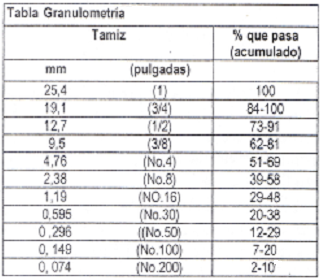 Tabla Granulometría
Tamiz % que pasa
(acumulado)
mm (pulgadas)
25,4 (1) 100
19,1 (3/4) 84-100
12,7 (1/2) 73-91
9,5 (3/8) 62-81
4,76 (No.4) 51-69
2,38 (No.8) 39-58
1,19 (NO.16) 29-48
0,595 (No.30) 20-38
0,296 ((No.50) 12-29
0, 149 (No.100) 7-20
0, 074 (No.200) 2-10